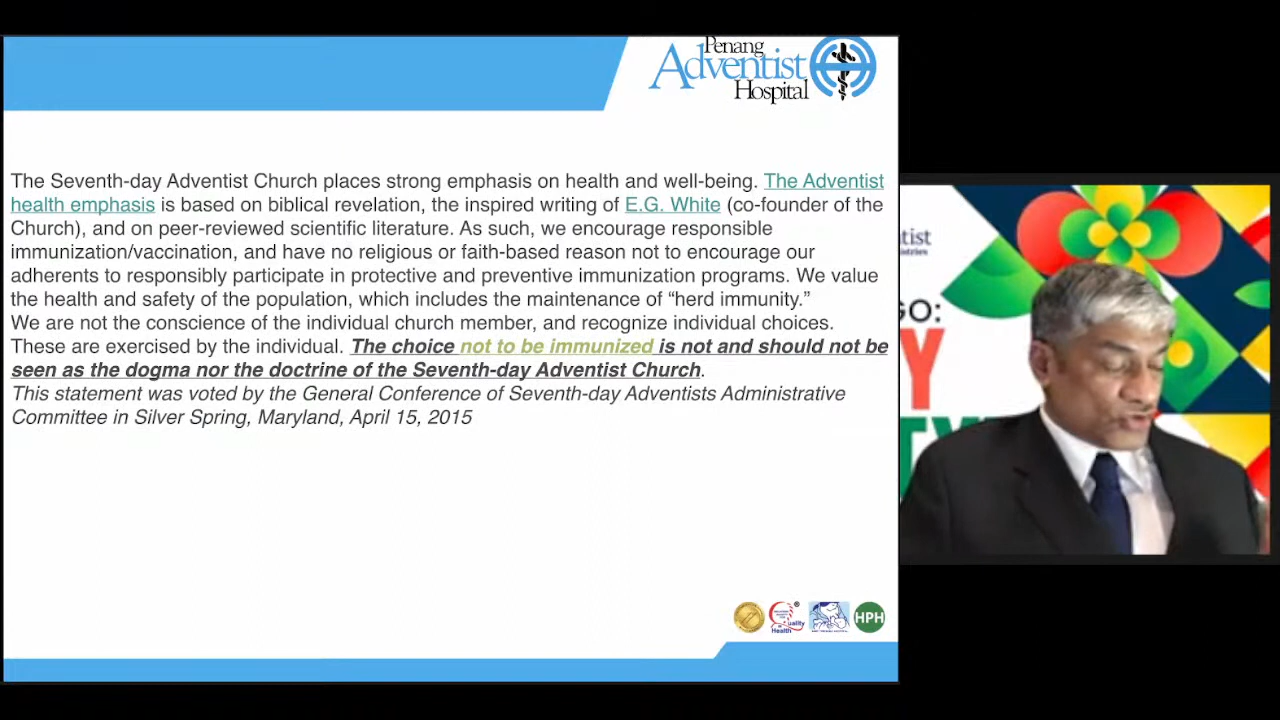 Penang
Adventist
Hospital
The Seventh-day Adventist Church places strong emphasis on health and well-being. The Adventist
health emphasis is based on biblical revelation, the inspired writing of E.G. White (co-founder of the
Church), and on peer-reviewed scientific literature. As such, we encourage responsible
immunization/vaccination, and have no religious or faith-based reason not to encourage our
adherents to responsibly participate in protective and preventive immunization programs. We value
the health and safety of the population, which includes the maintenance of “herd immunity.”
We are not the conscience of the individual church member, and recognize individual choices.
These are exercised by the individual. The choice not to be immunized is not and should not be
seen as the dogma nor the doctrine of the Seventh-day Adventist Church.
This statement was voted by the General Conference of Seventh-day Adventists Administrative
Committee in Silver Spring, Maryland, April 15, 2015
HPH
uality
Health
tist
tries
GO:
Y
TY